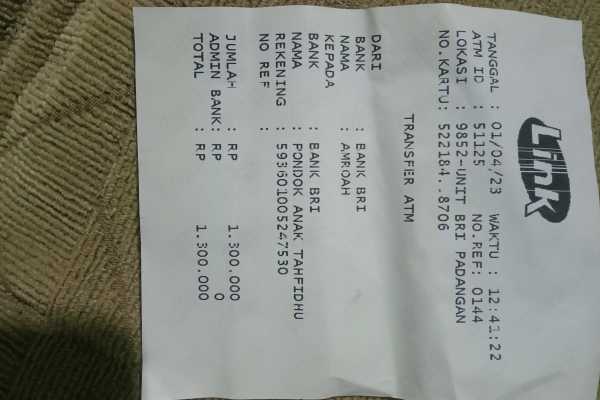 Link
TANGGAL : 01/04/23 WAKTU : 12:41:22
ATM ID : 51125 NO.REF: 0144
LOKASI : 9852-UNIT BRI PADANGAN
NO.KARTU: 522184..8706
TRANSFER ATM
DARI
BANK : BANK BRI
NAMA : AMROAH
KEPADA
BANK : BANK BRI
NAMA : PONDOK ANAK TAHFIDHU
REKENING : 593601005247530
NO REF :
JUMLAH : RP 1.300.000
ADMIN BANK: RP 0
TOTAL : RP 1.300.000